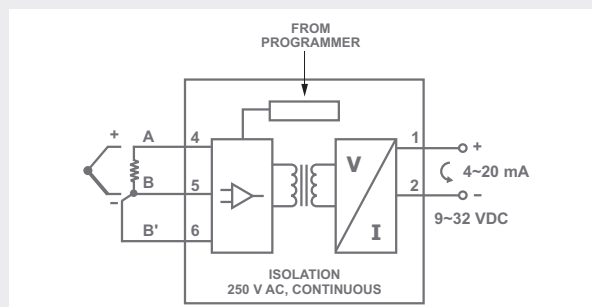 FROM
PROGRAMMER
+
A
4
B
5
-
B'
6
V
I
1
+
4~20 mA
2
-
9~32 VDC
ISOLATION
250 V AC, CONTINUOUS